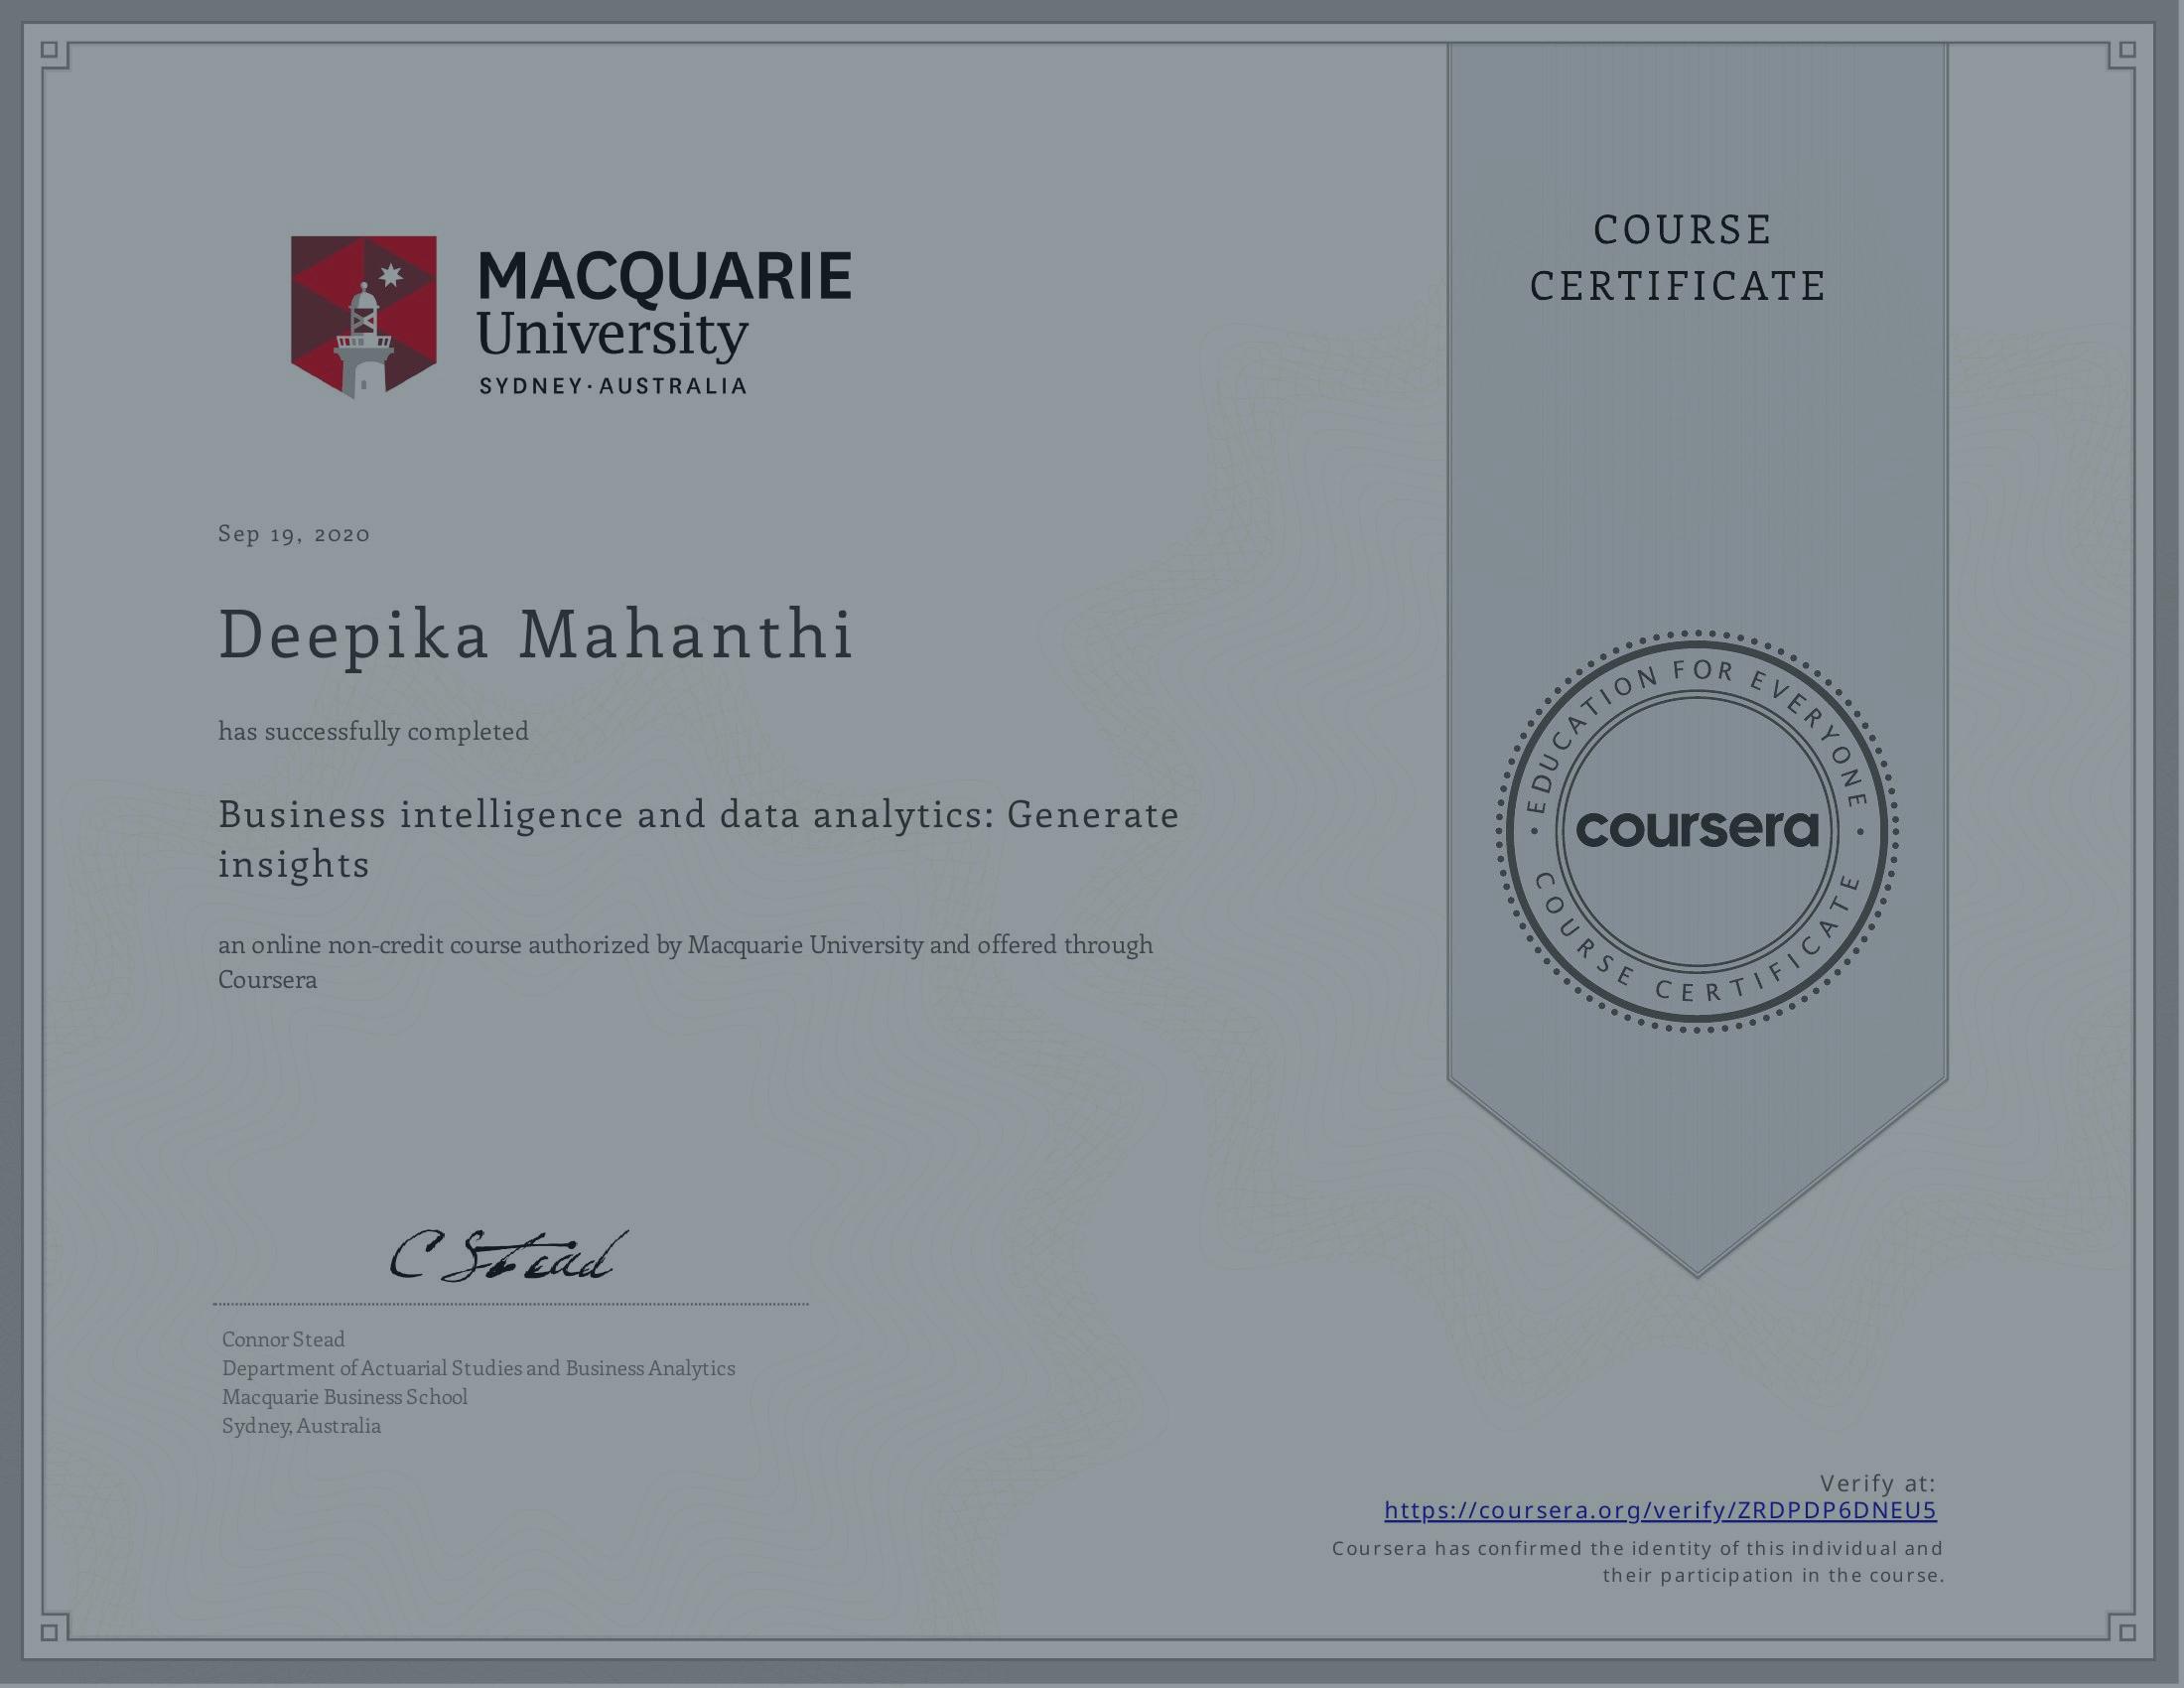 MACQUARIE
University
SYDNEY·AUSTRALIA
COURSE
CERTIFICATE
Sep 19, 2020
Deepika Mahanthi
has successfully completed
Business intelligence and data analytics: Generate
insights
an online non-credit course authorized by Macquarie University and offered through
Coursera
EDUCATION FOR EVERYONE
coursera
COURSE CERTIFICATE
C Stead
Connor Stead
Department of Actuarial Studies and Business Analytics
Macquarie Business School
Sydney, Australia
Verify at:
https://coursera.org/verify/ZRDPDP6DNEU5
Coursera has confirmed the identity of this individual and
their participation in the course.